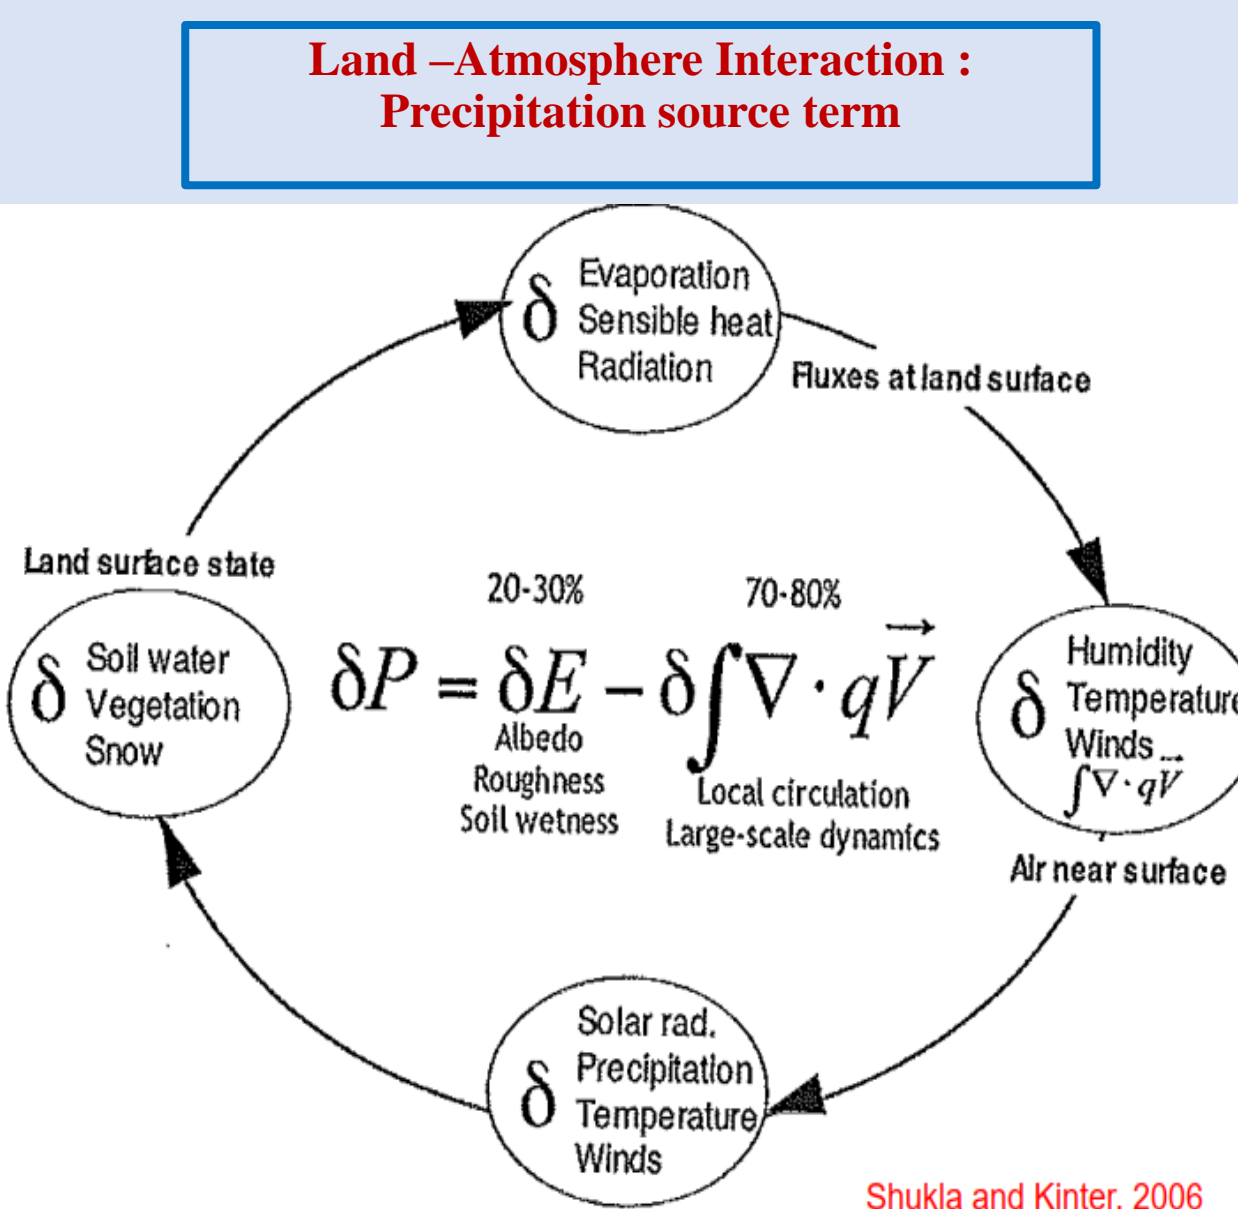 Land –Atmosphere Interaction :
Precipitation source term
δ Evaporation
Sensible heat
Radiation
Fluxes at land surface
Land surface state
δ Soil water
Vegetation
Snow
20-30%
70-80%
δP = δE – δ∫∇ · qV⃗
Albedo
Roughness
Soil wetness
Local circulation
Large-scale dynamics
δ Humidity
Temperature
Winds
∫∇ · qV⃗
Air near surface
δ Solar rad.
Precipitation
Temperature
Winds
Shukla and Kinter, 2006